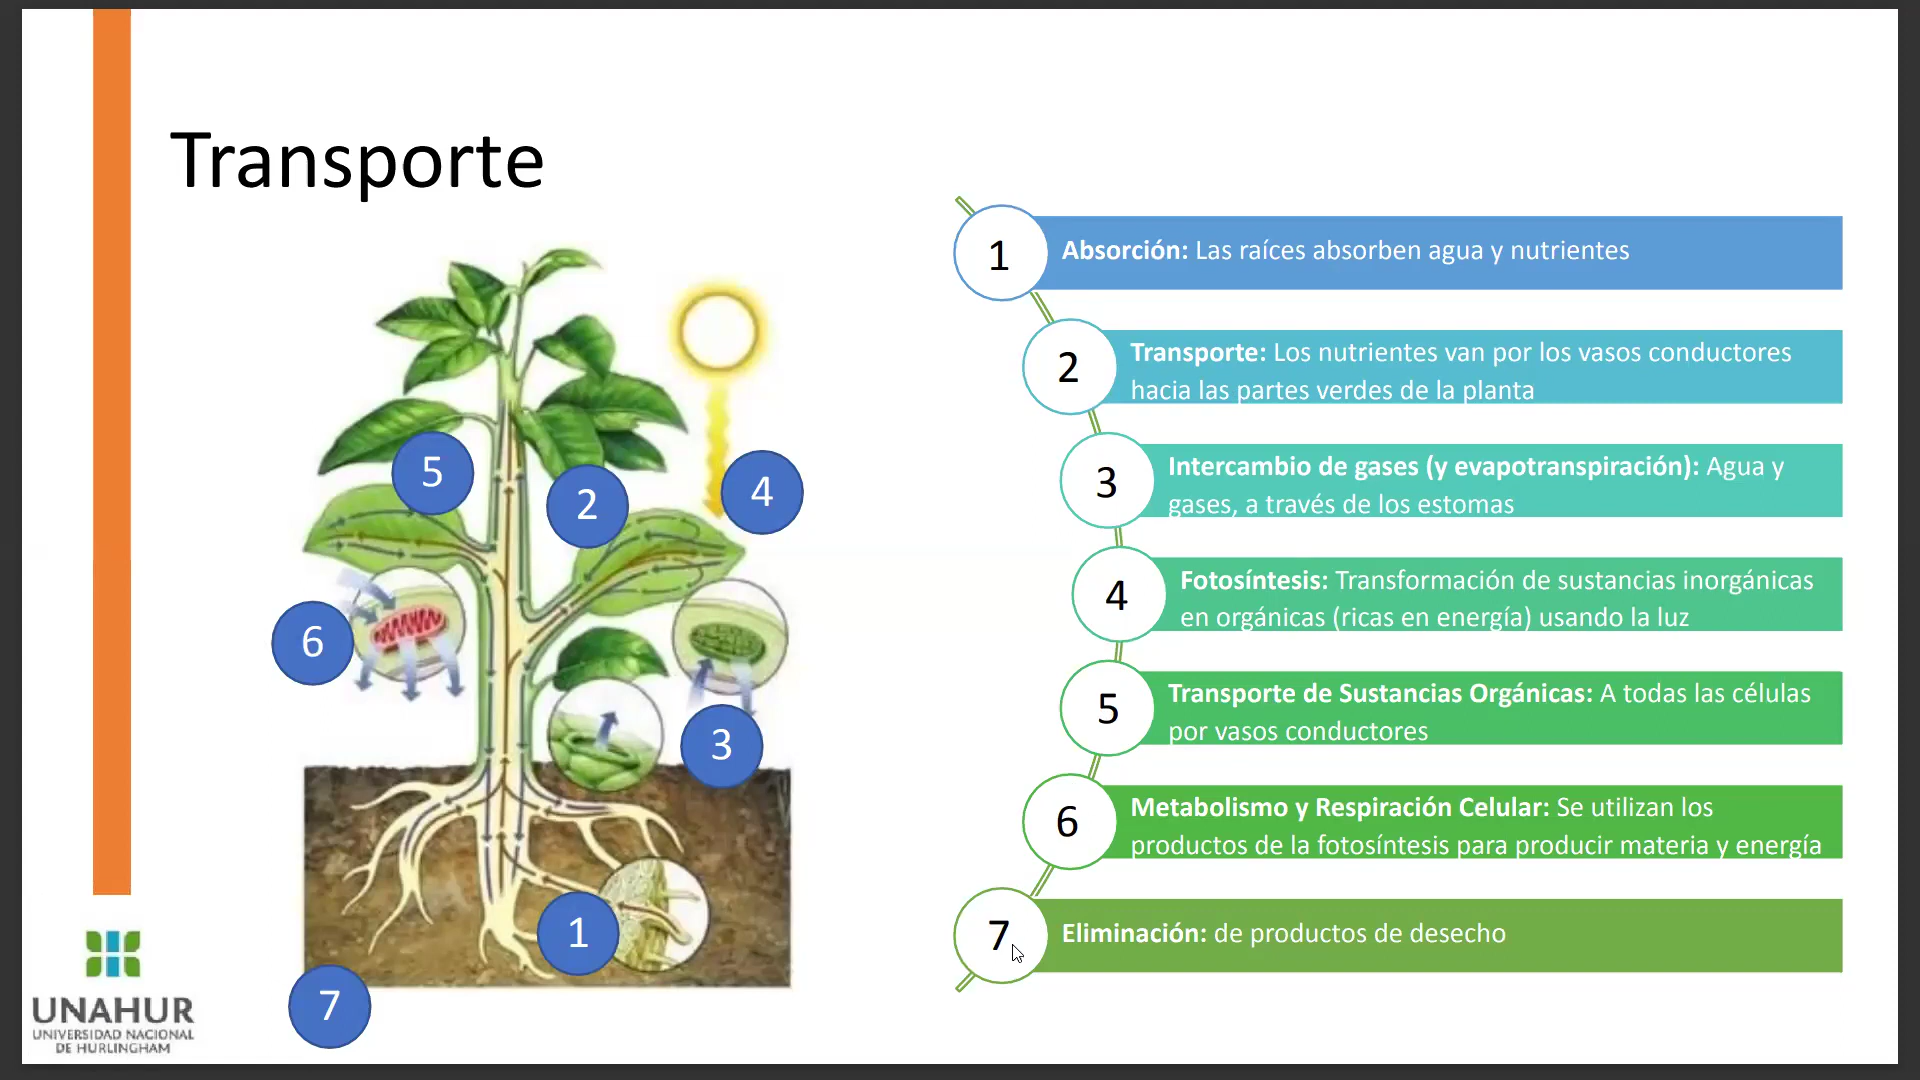 Transporte
5
2
4
6
3
1
7
UNAHUR
UNIVERSIDAD NACIONAL
DE HURLINGHAM
1
Absorción: Las raíces absorben agua y nutrientes
2
Transporte: Los nutrientes van por los vasos conductores
hacia las partes verdes de la planta
3
Intercambio de gases (y evapotranspiración): Agua y
gases, a través de los estomas
4
Fotosíntesis: Transformación de sustancias inorgánicas
en orgánicas (ricas en energía) usando la luz
5
Transporte de Sustancias Orgánicas: A todas las células
por vasos conductores
6
Metabolismo y Respiración Celular: Se utilizan los
productos de la fotosíntesis para producir materia y energía
7
Eliminación: de productos de desecho